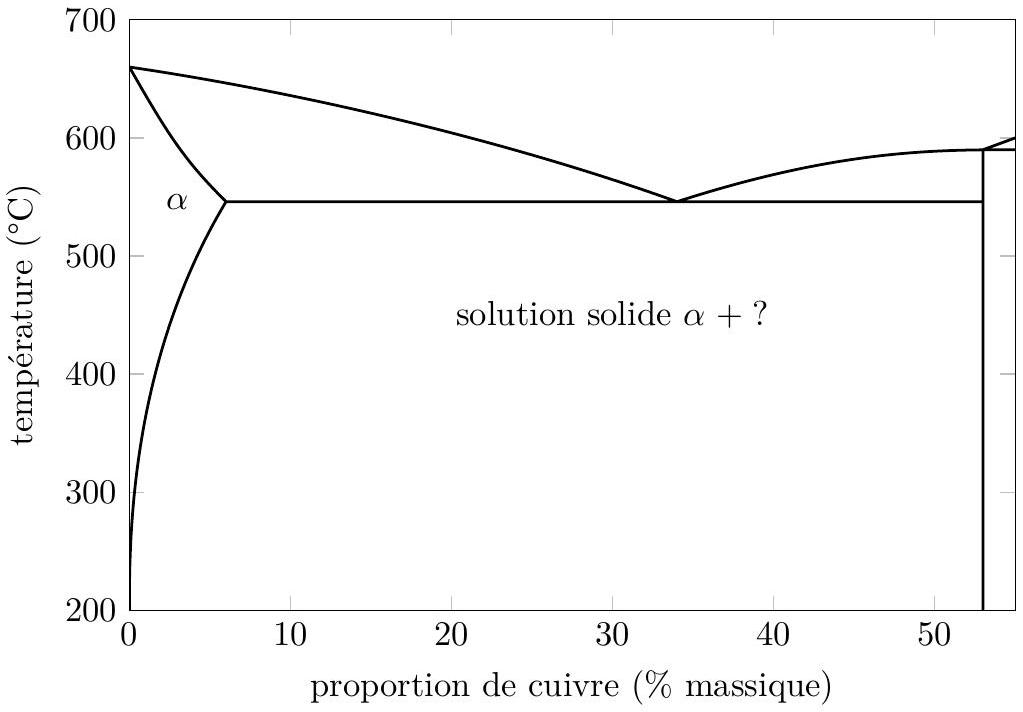 700
600
500
400
300
200
température (°C)
α
solution solide α + ?
0 10 20 30 40 50
proportion de cuivre (% massique)